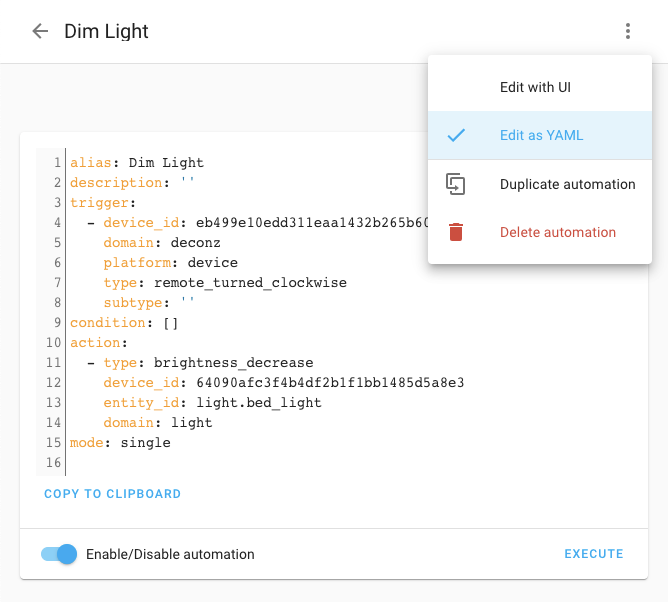 Dim Light
Edit with UI
Edit as YAML
Duplicate automation
Delete automation
1 alias: Dim Light
2 description: ''
3 trigger:
4 - device_id: eb499e10edd311eaa1432b265b60
5 domain: deconz
6 platform: device
7 type: remote_turned_clockwise
8 subtype: ''
9 condition: []
10 action:
11 - type: brightness_decrease
12 device_id: 64090afc3f4b4df2b1f1bb1485d5a8e3
13 entity_id: light.bed_light
14 domain: light
15 mode: single
16
COPY TO CLIPBOARD
Enable/Disable automation
EXECUTE